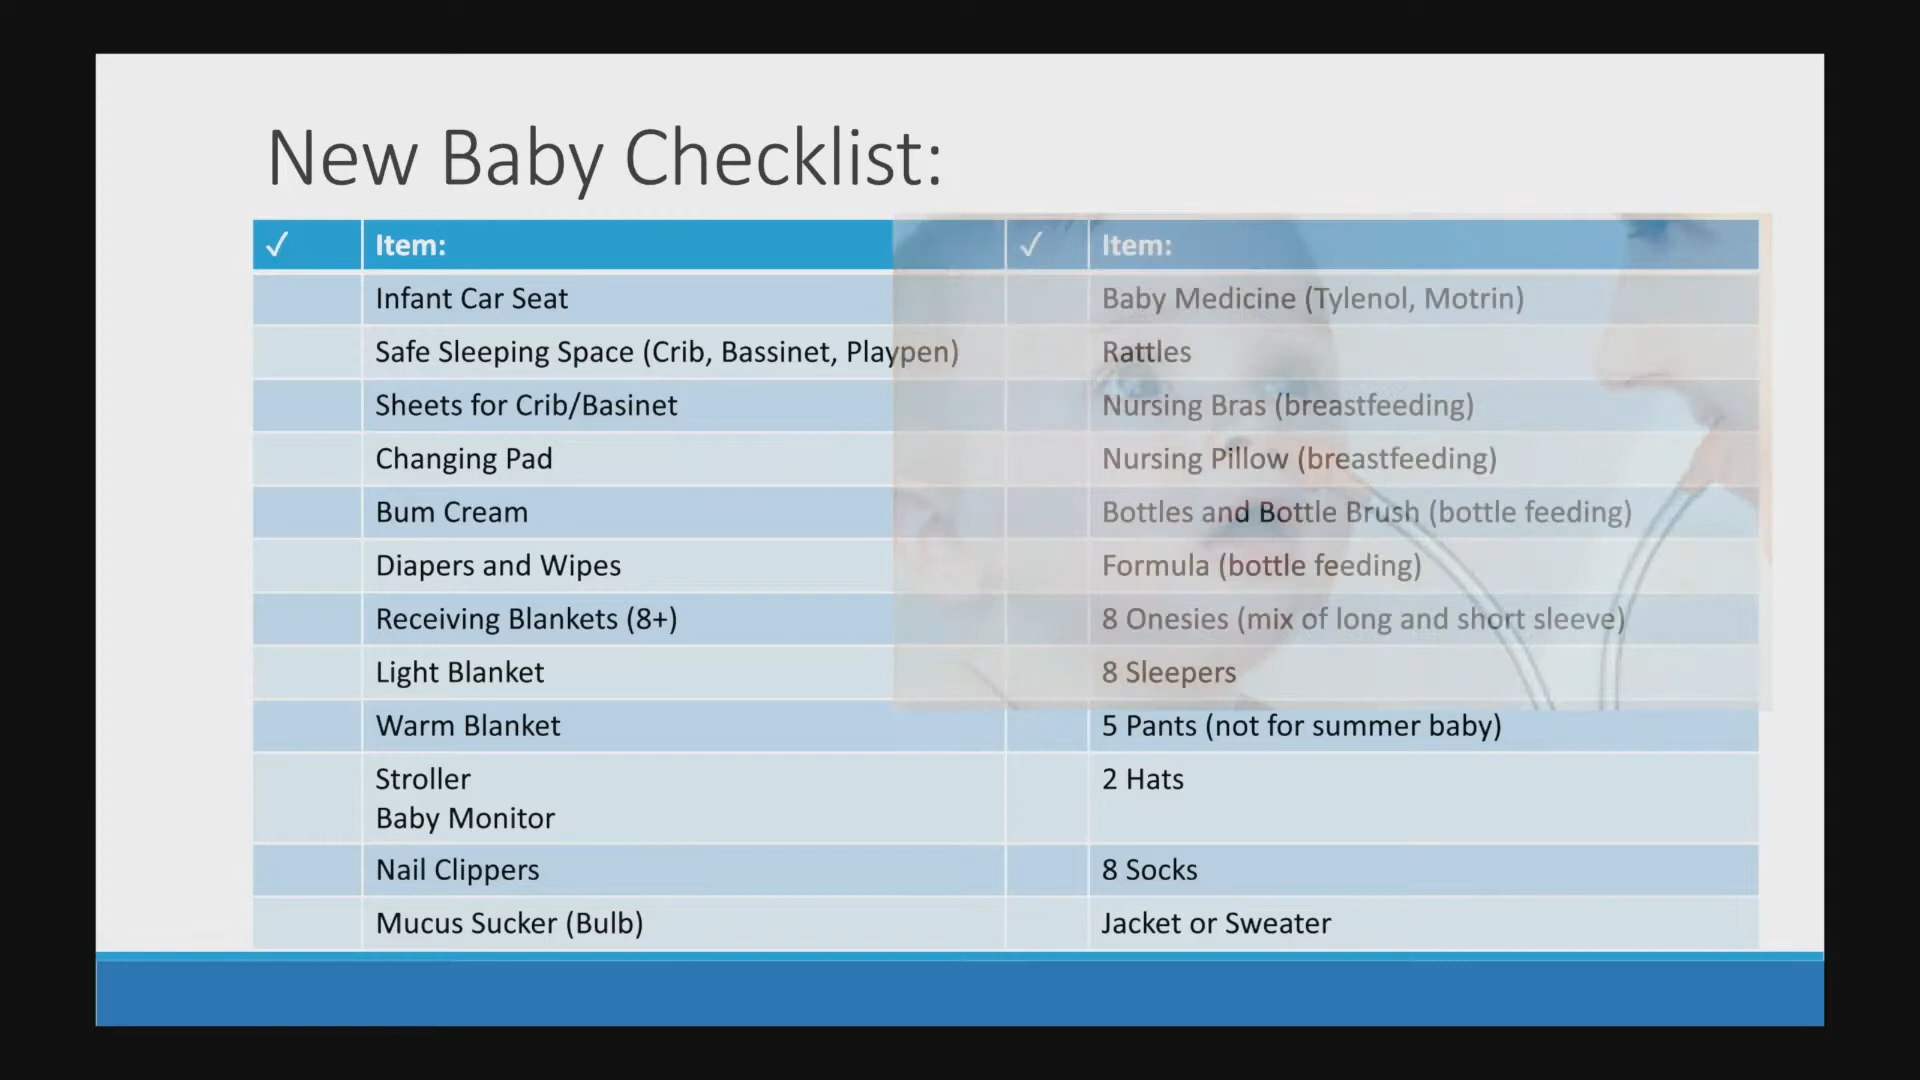 New Baby Checklist:
✓ Item: ✓ Item:
Infant Car Seat Baby Medicine (Tylenol, Motrin)
Safe Sleeping Space (Crib, Bassinet, Playpen) Rattles
Sheets for Crib/Basinet Nursing Bras (breastfeeding)
Changing Pad Nursing Pillow (breastfeeding)
Bum Cream Bottles and Bottle Brush (bottle feeding)
Diapers and Wipes Formula (bottle feeding)
Receiving Blankets (8+) 8 Onesies (mix of long and short sleeve)
Light Blanket 8 Sleepers
Warm Blanket 5 Pants (not for summer baby)
Stroller 2 Hats
Baby Monitor
Nail Clippers 8 Socks
Mucus Sucker (Bulb) Jacket or Sweater